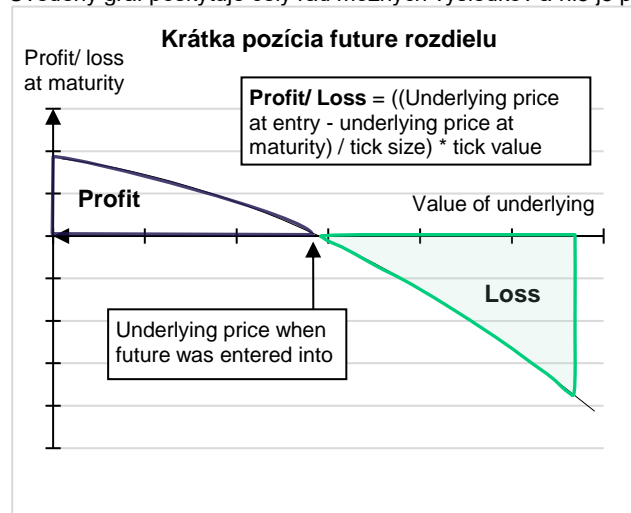 Krátka pozícia future rozdielu
Profit/ loss
at maturity
Profit/ Loss = ((Underlying price
at entry - underlying price at
maturity) / tick size) * tick value
Profit
Value of underlying
Loss
Underlying price when
future was entered into